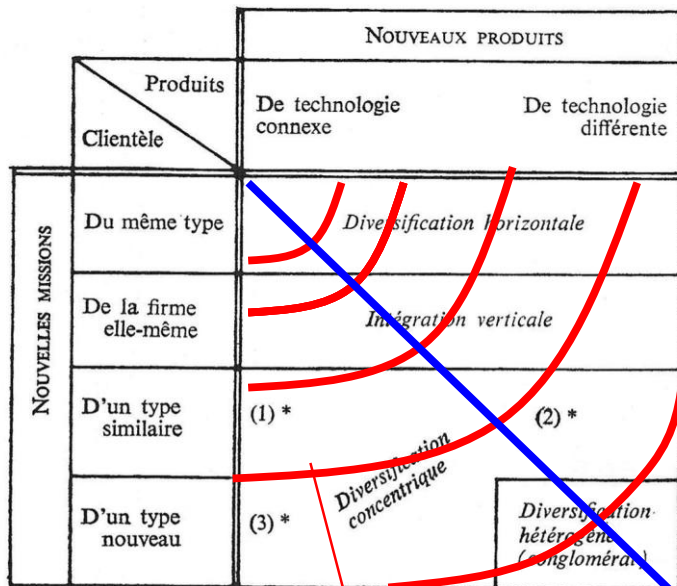 NOUVEAUX PRODUITS
Produits
Clientèle
De technologie
connexe
De technologie
différente
NOUVELLES MISSIONS
Du même type
Diversification horizontale
De la firme
elle-même
Intégration verticale
D'un type
similaire
(1) *
(2) *
Diversification
concentrique
D'un type
nouveau
(3) *
Diversification
hétérogène
(conglomérat)